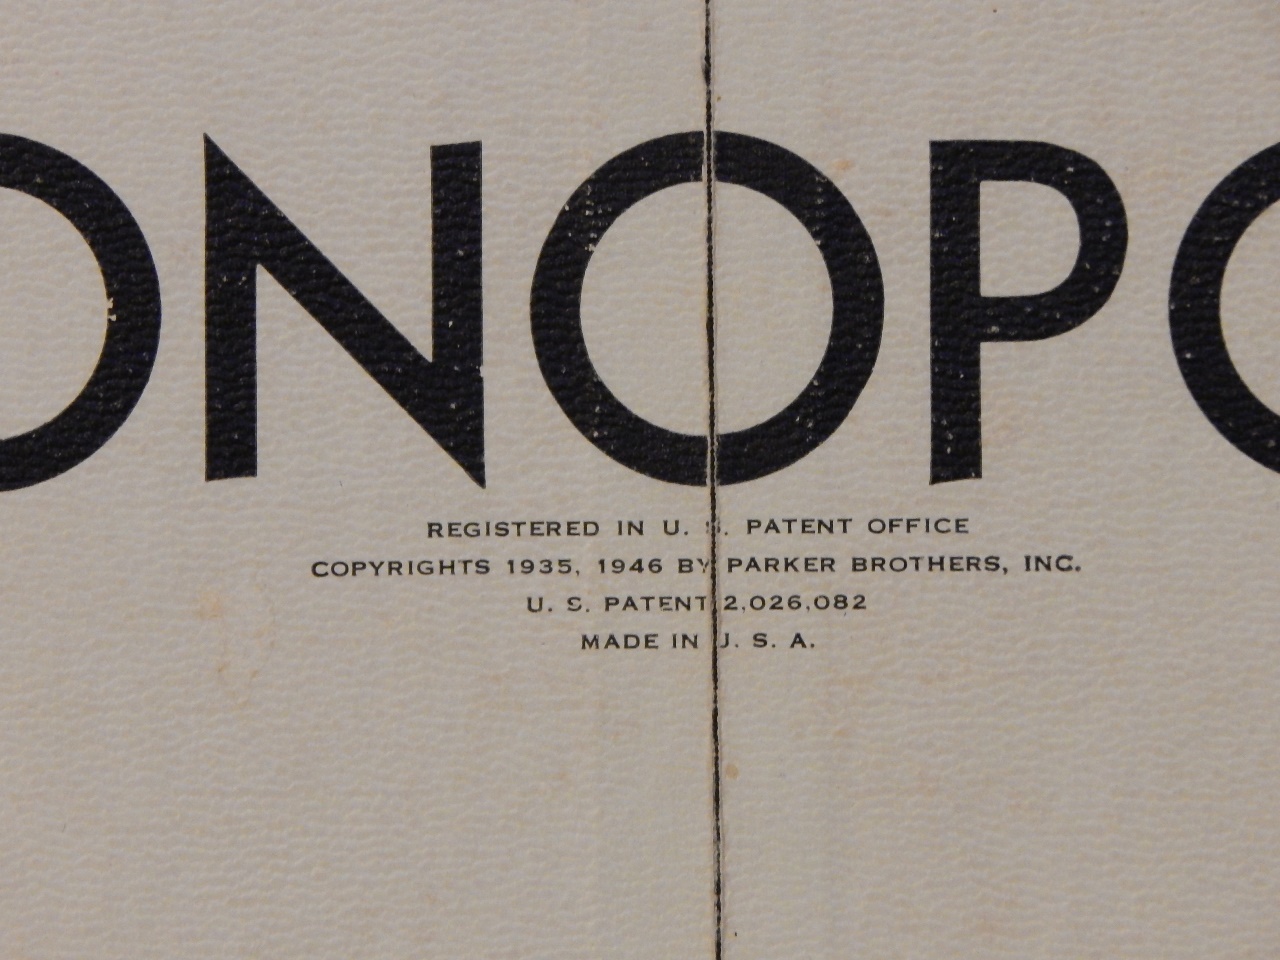 ONOPO
REGISTERED IN U. S. PATENT OFFICE
COPYRIGHTS 1935, 1946 BY PARKER BROTHERS, INC.
U. S. PATENT 2,026,082
MADE IN U. S. A.